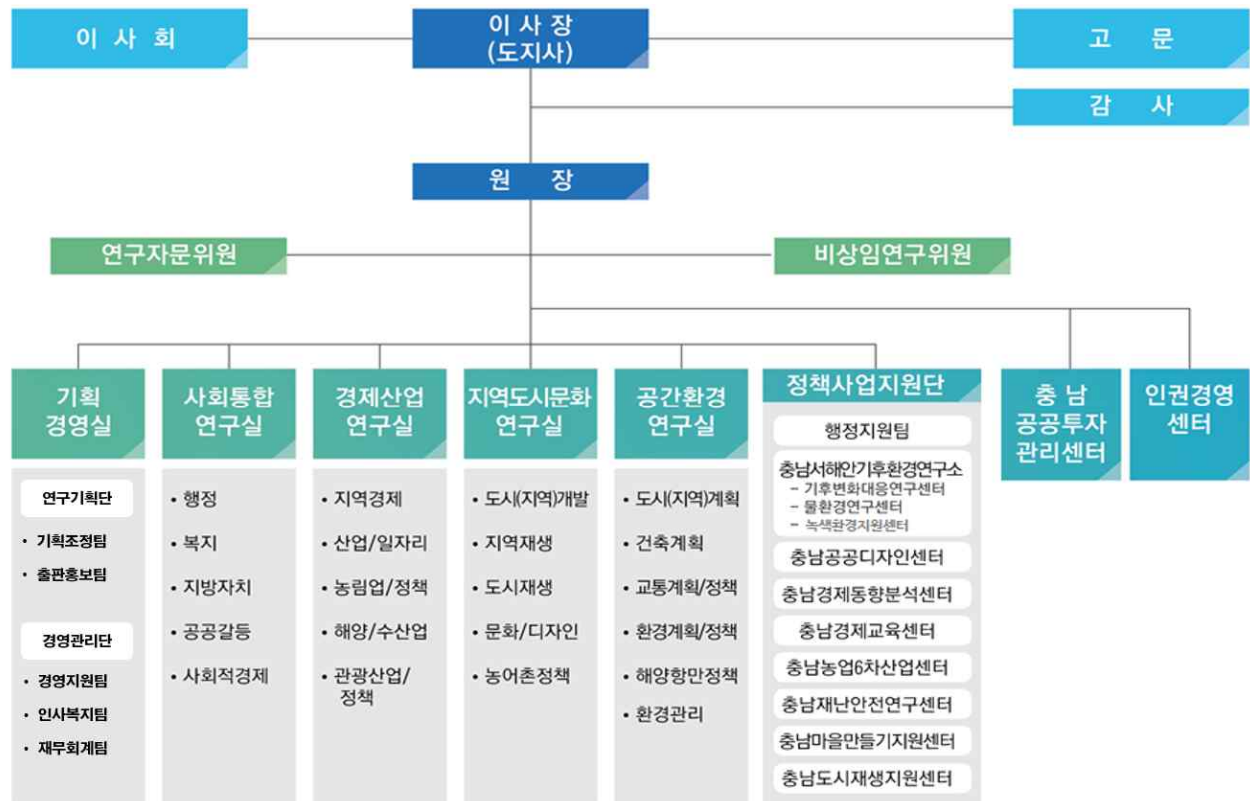 이 사 회
이 사 장
(도지사)
고 문
감 사
원 장
연구자문위원
비상임연구위원
기획
경영실
연구기획단
• 기획조정팀
• 출판홍보팀
경영관리단
• 경영지원팀
• 인사복지팀
• 재무회계팀
사회통합
연구실
• 행정
• 복지
• 지방자치
• 공공갈등
• 사회적경제
경제산업
연구실
• 지역경제
• 산업/일자리
• 농림업/정책
• 해양/수산업
• 관광산업/
정책
지역도시문화
연구실
• 도시(지역)개발
• 지역재생
• 도시재생
• 문화/디자인
• 농어촌정책
공간환경
연구실
• 도시(지역)계획
• 건축계획
• 교통계획/정책
• 환경계획/정책
• 해양항만정책
• 환경관리
정책사업지원단
행정지원팀
충남서해안기후환경연구소
– 기후변화대응연구센터
– 물환경연구센터
– 녹색환경지원센터
충남공공디자인센터
충남경제동향분석센터
충남경제교육센터
충남농업6차산업센터
충남재난안전연구센터
충남마을만들기지원센터
충남도시재생지원센터
충 남
공공투자
관리센터
인권경영
센터